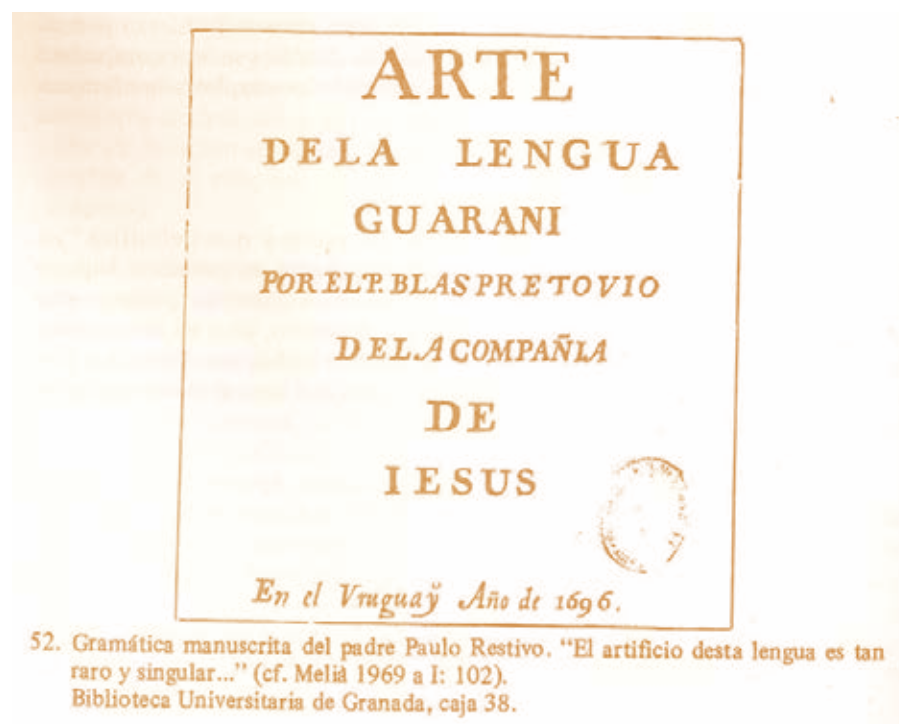 ARTE
DELA LENGUA
GUARANI
POR EL P. BLAS PRETOVIO
DELA COMPAÑIA
DE
IESUS
En el Vruguaÿ Año de 1696.
52. Gramática manuscrita del padre Paulo Restivo. “El artificio desta lengua es tan
raro y singular...” (cf. Meliá 1969 a I: 102).
Biblioteca Universitaria de Granada, caja 38.